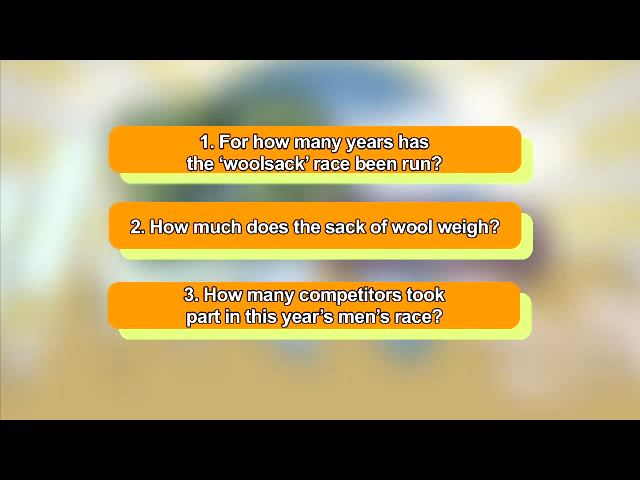 1. For how many years has
the ‘woolsack’ race been run?
2. How much does the sack of wool weigh?
3. How many competitors took
part in this year’s men’s race?